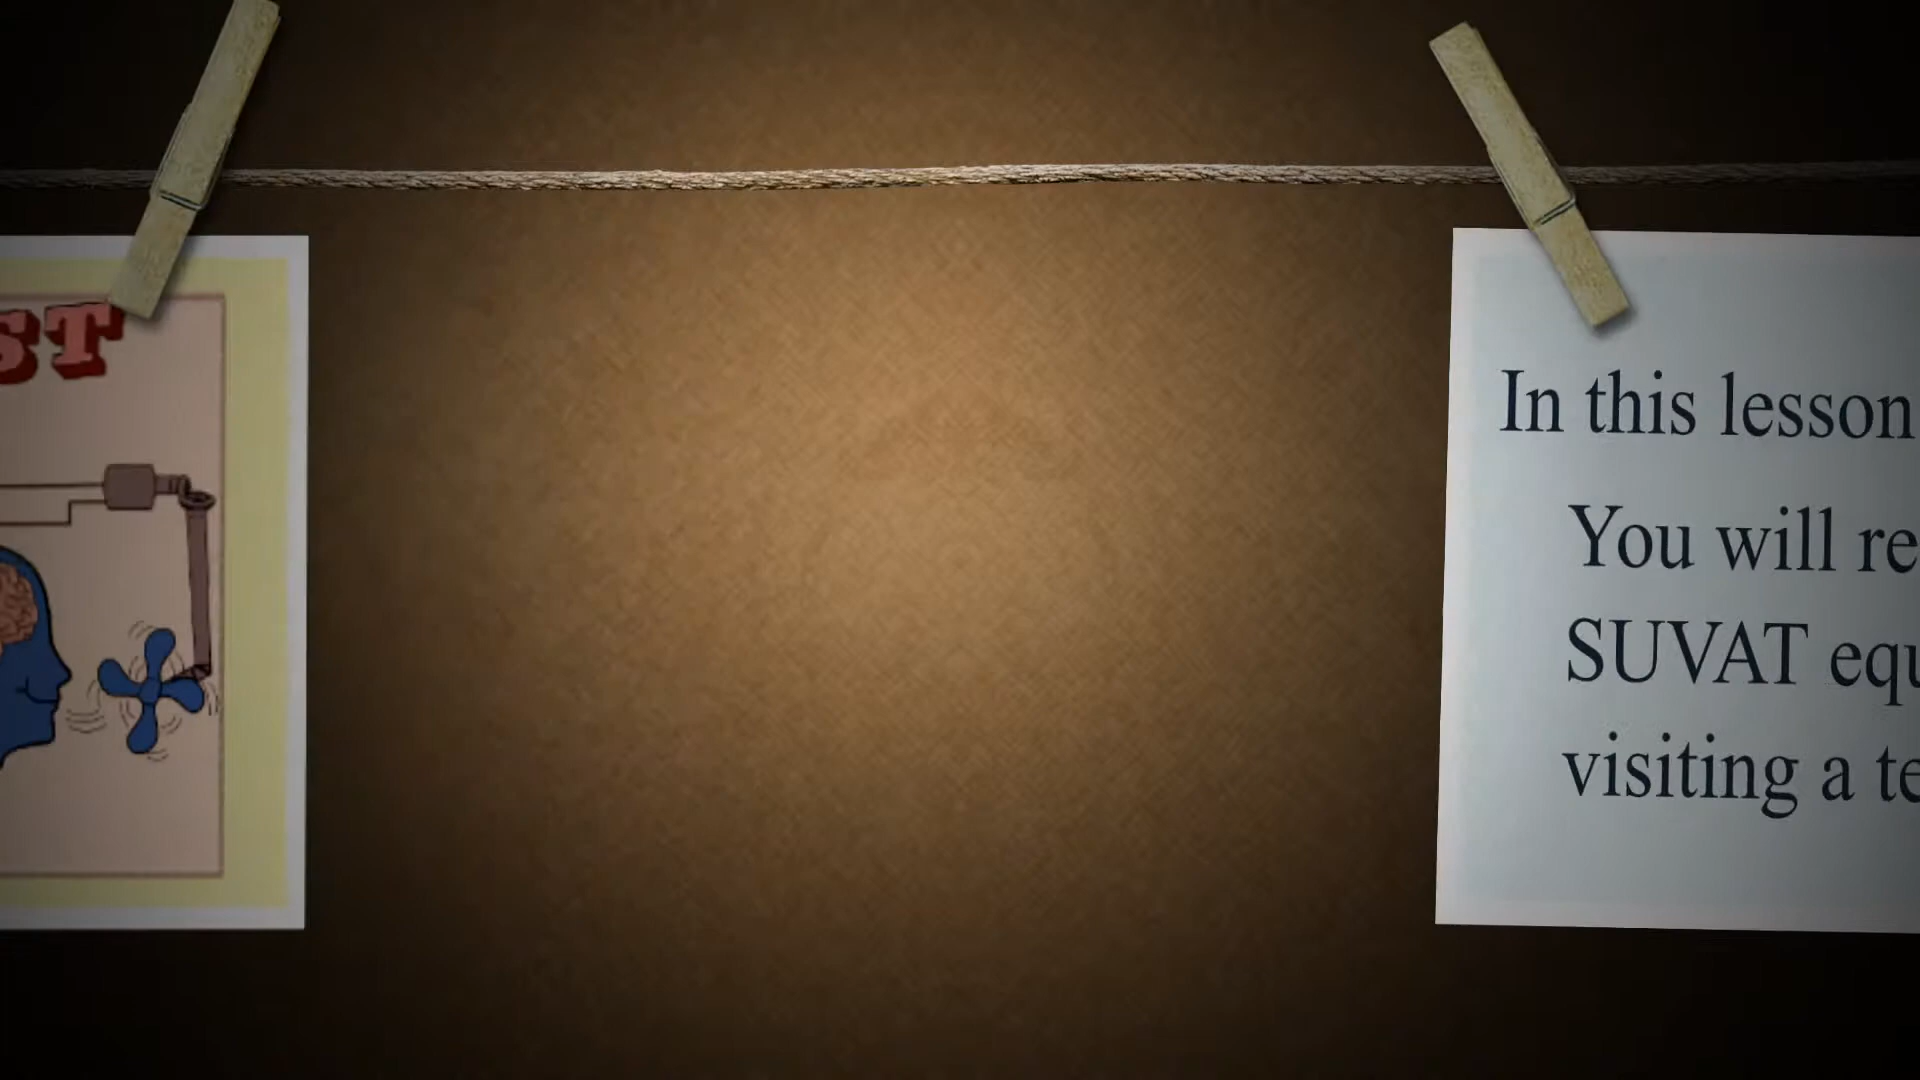 ST
In this lesson
You will re
SUVAT equ
visiting a te